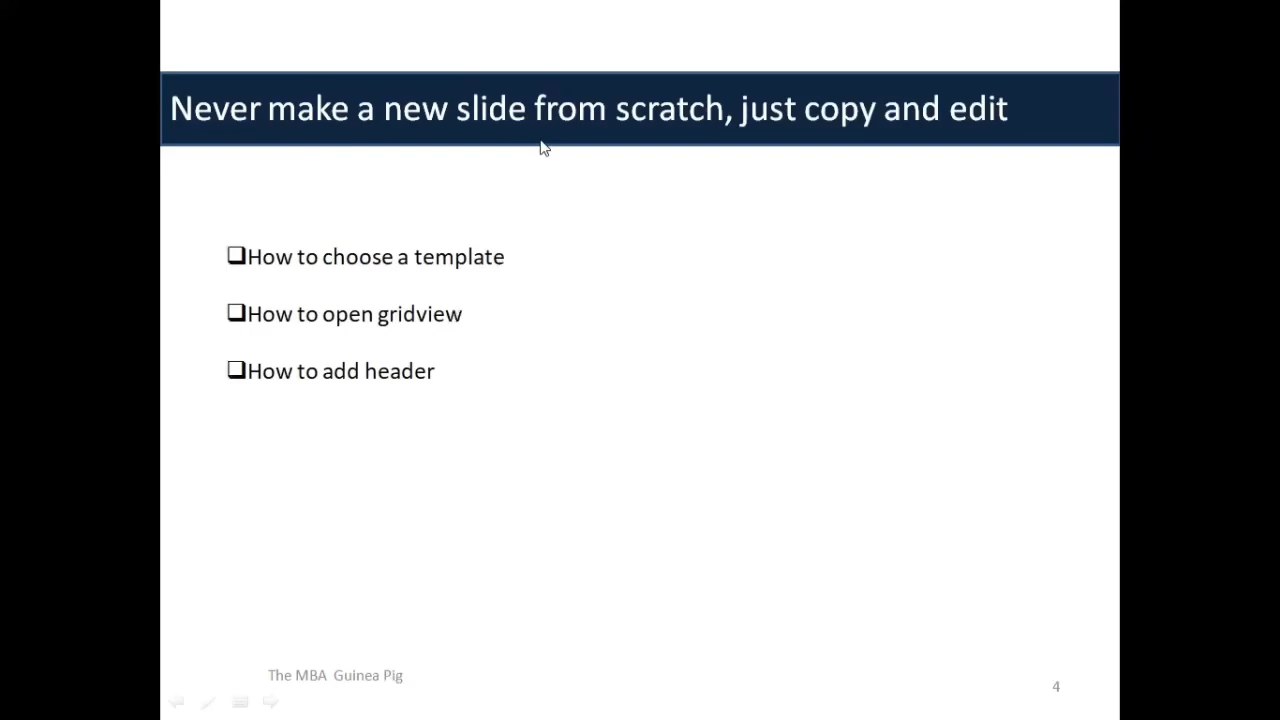 Never make a new slide from scratch, just copy and edit
How to choose a template
How to open gridview
How to add header
The MBA Guinea Pig
4